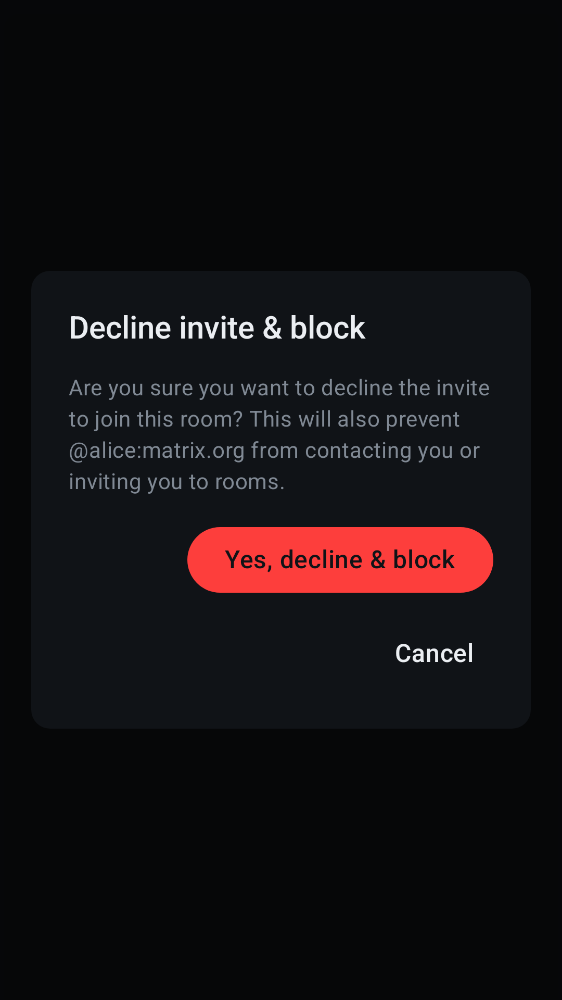 Decline invite & block
Are you sure you want to decline the invite
to join this room? This will also prevent
@alice:matrix.org from contacting you or
inviting you to rooms.
Yes, decline & block
Cancel